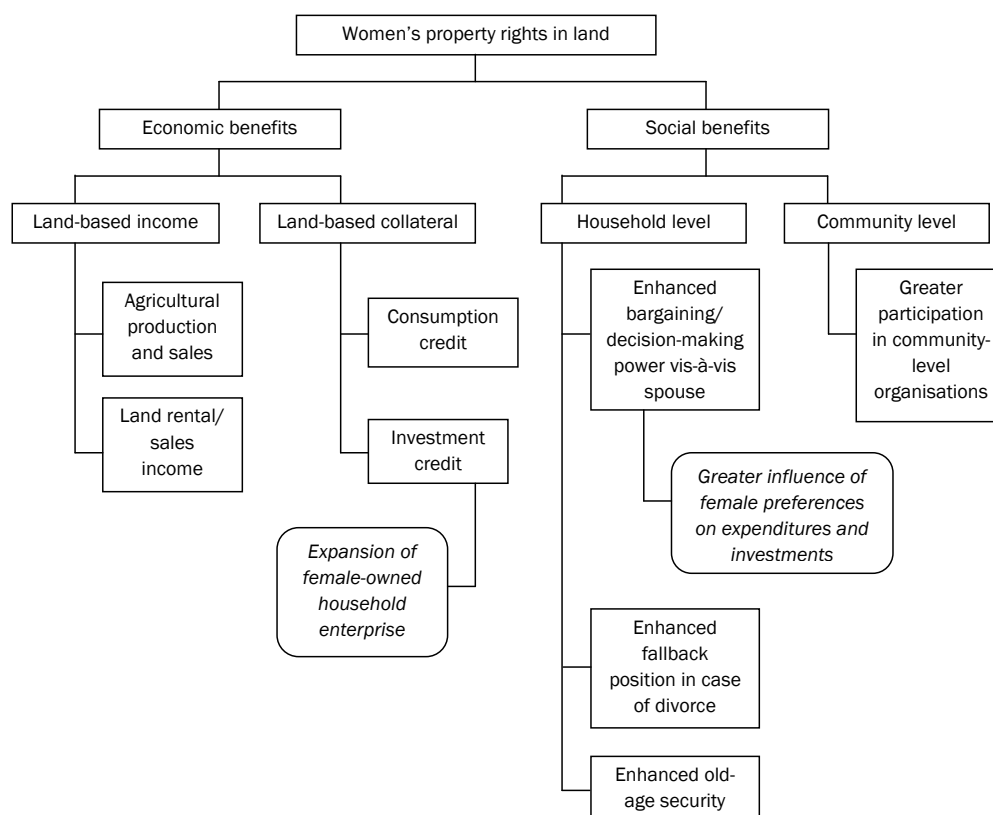 Women’s property rights in land
Economic benefits
Social benefits
Land-based income
Land-based collateral
Household level
Community level
Agricultural
production
and sales
Land rental/
sales
income
Consumption
credit
Investment
credit
Expansion of
female-owned
household
enterprise
Enhanced
bargaining/
decision-making
power vis-à-vis
spouse
Greater influence of
female preferences
on expenditures and
investments
Enhanced
fallback
position in case
of divorce
Enhanced old-
age security
Greater
participation
in community-
level
organisations